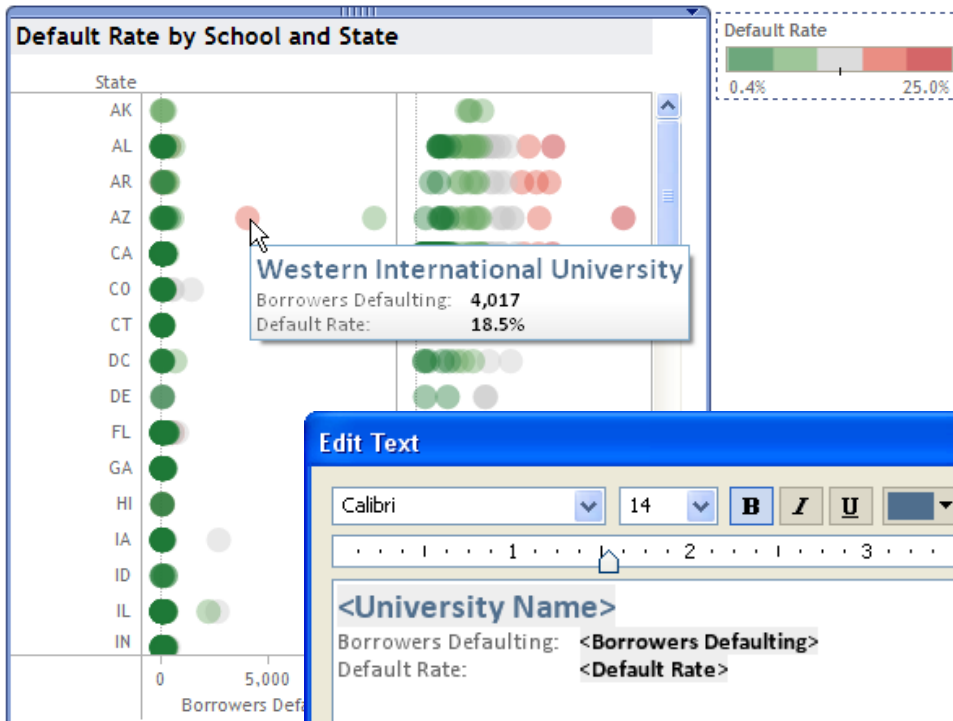 Default Rate by School and State
Default Rate
0.4% 25.0%
State
AK
AL
AR
AZ
CA
CO
CT
DC
DE
FL
GA
HI
IA
ID
IL
IN
0 5,000
Borrowers Defa
Western International University
Borrowers Defaulting: 4,017
Default Rate: 18.5%
Edit Text
Calibri 14 B I U
1 2 3
<University Name>
Borrowers Defaulting: <Borrowers Defaulting>
Default Rate: <Default Rate>